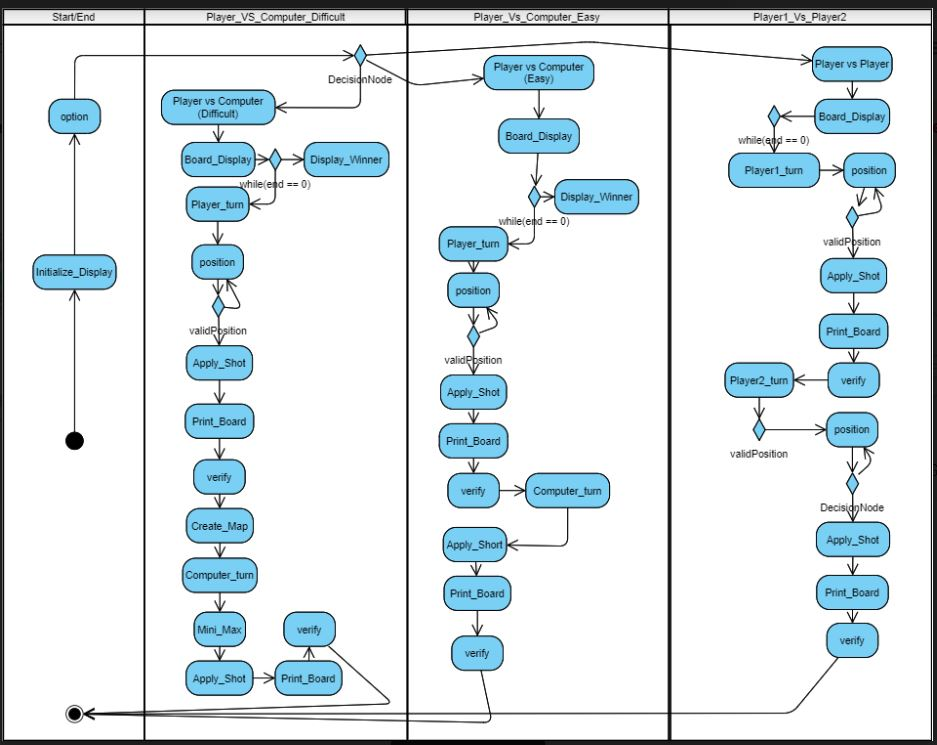 Start/End
Player_VS_Computer_Difficult
Player_Vs_Computer_Easy
Player1_Vs_Player2
option
Initialize_Display
DecisionNode
Player vs Computer
(Difficult)
Board_Display
Display_Winner
while(end == 0)
Player_turn
position
validPosition
Apply_Shot
Print_Board
verify
Create_Map
Computer_turn
Mini_Max
Apply_Shot
Print_Board
verify
Player vs Computer
(Easy)
Board_Display
Display_Winner
while(end == 0)
Player_turn
position
validPosition
Apply_Shot
Print_Board
verify
Computer_turn
Apply_Short
Print_Board
verify
Player vs Player
Board_Display
while(end == 0)
Player1_turn
position
validPosition
Apply_Shot
Print_Board
verify
Player2_turn
validPosition
position
DecisionNode
Apply_Shot
Print_Board
verify